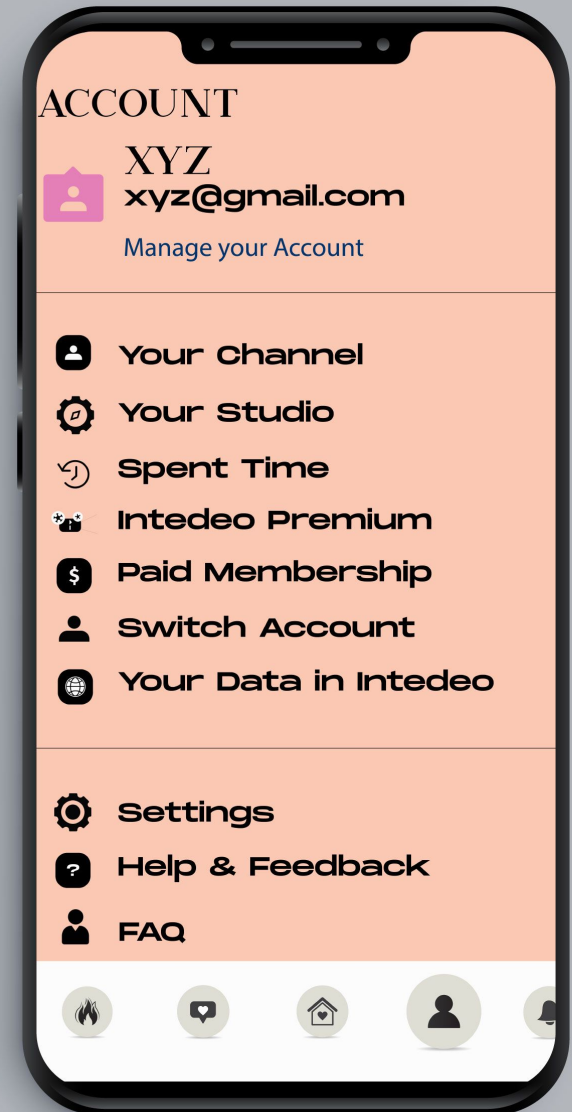 ACCOUNT
XYZ
xyz@gmail.com
Manage your Account
Your Channel
Your Studio
Spent Time
Intedeo Premium
$
Paid Membership
Switch Account
Your Data in Intedeo
Settings
?
Help & Feedback
FAQ